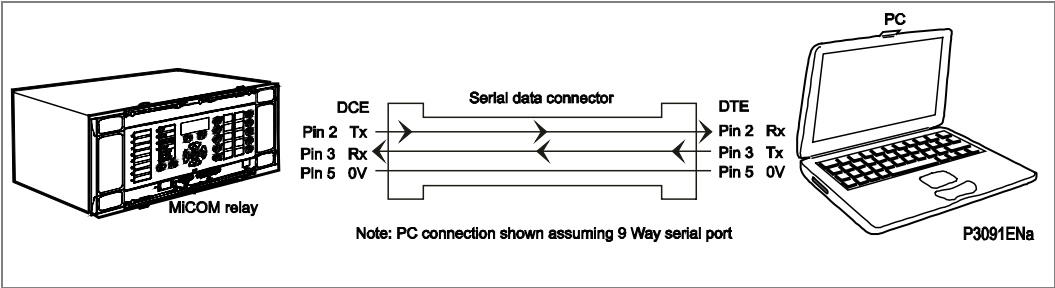 PC
Serial data connector
DCE
DTE
Pin 2 Tx
Pin 2 Rx
Pin 3 Rx
Pin 3 Tx
Pin 5 0V
Pin 5 0V
MiCOM relay
Note: PC connection shown assuming 9 Way serial port
P3091ENa